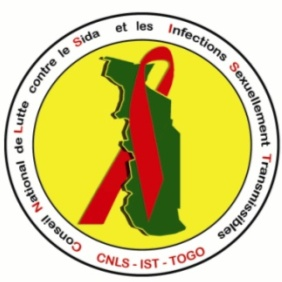 Conseil National de Lutte contre le Sida et les Infections Sexuellement Transmissibles
CNLS - IST - TOGO